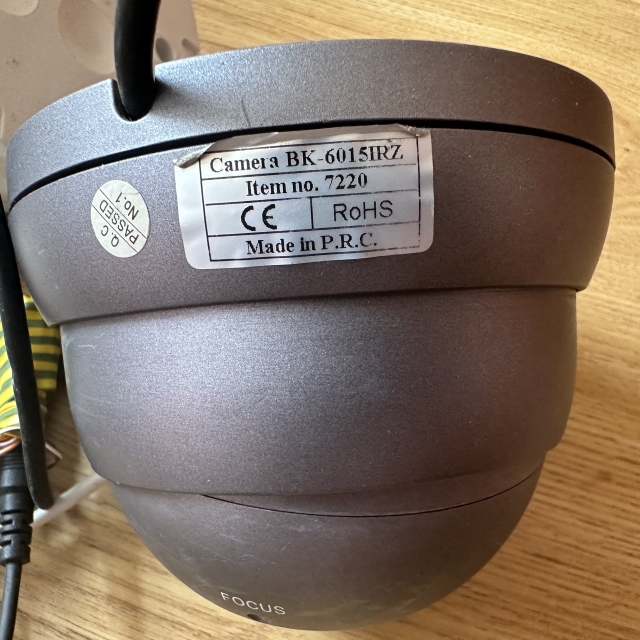 Camera BK-6015IRZ
Item no. 7220
CE RoHS
Made in P.R.C.
Q.C
PASSED
No.1
FOCUS